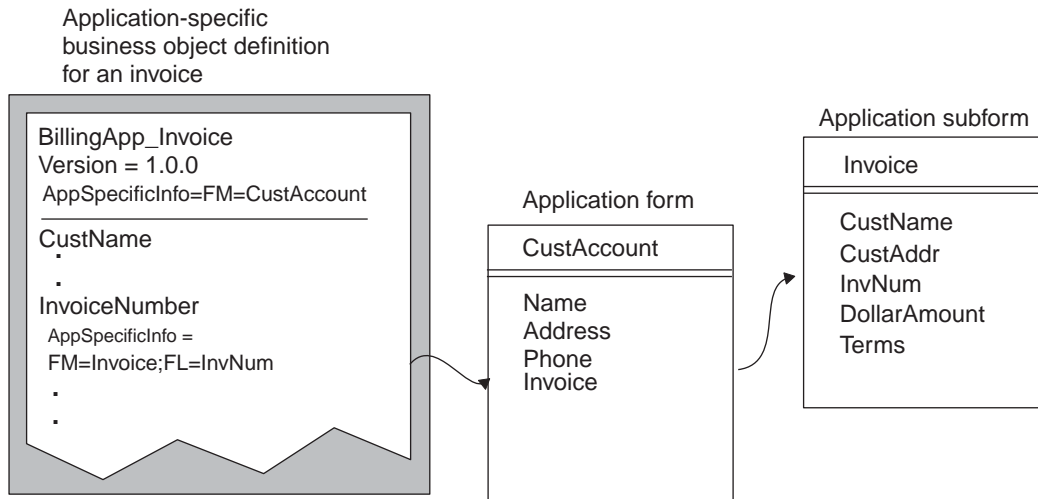 Application-specific
business object definition
for an invoice
BillingApp_Invoice
Version = 1.0.0
AppSpecificInfo=FM=CustAccount
CustName
.
.
InvoiceNumber
AppSpecificInfo =
FM=Invoice;FL=InvNum
.
.
Application form
CustAccount
Name
Address
Phone
Invoice
Application subform
Invoice
CustName
CustAddr
InvNum
DollarAmount
Terms